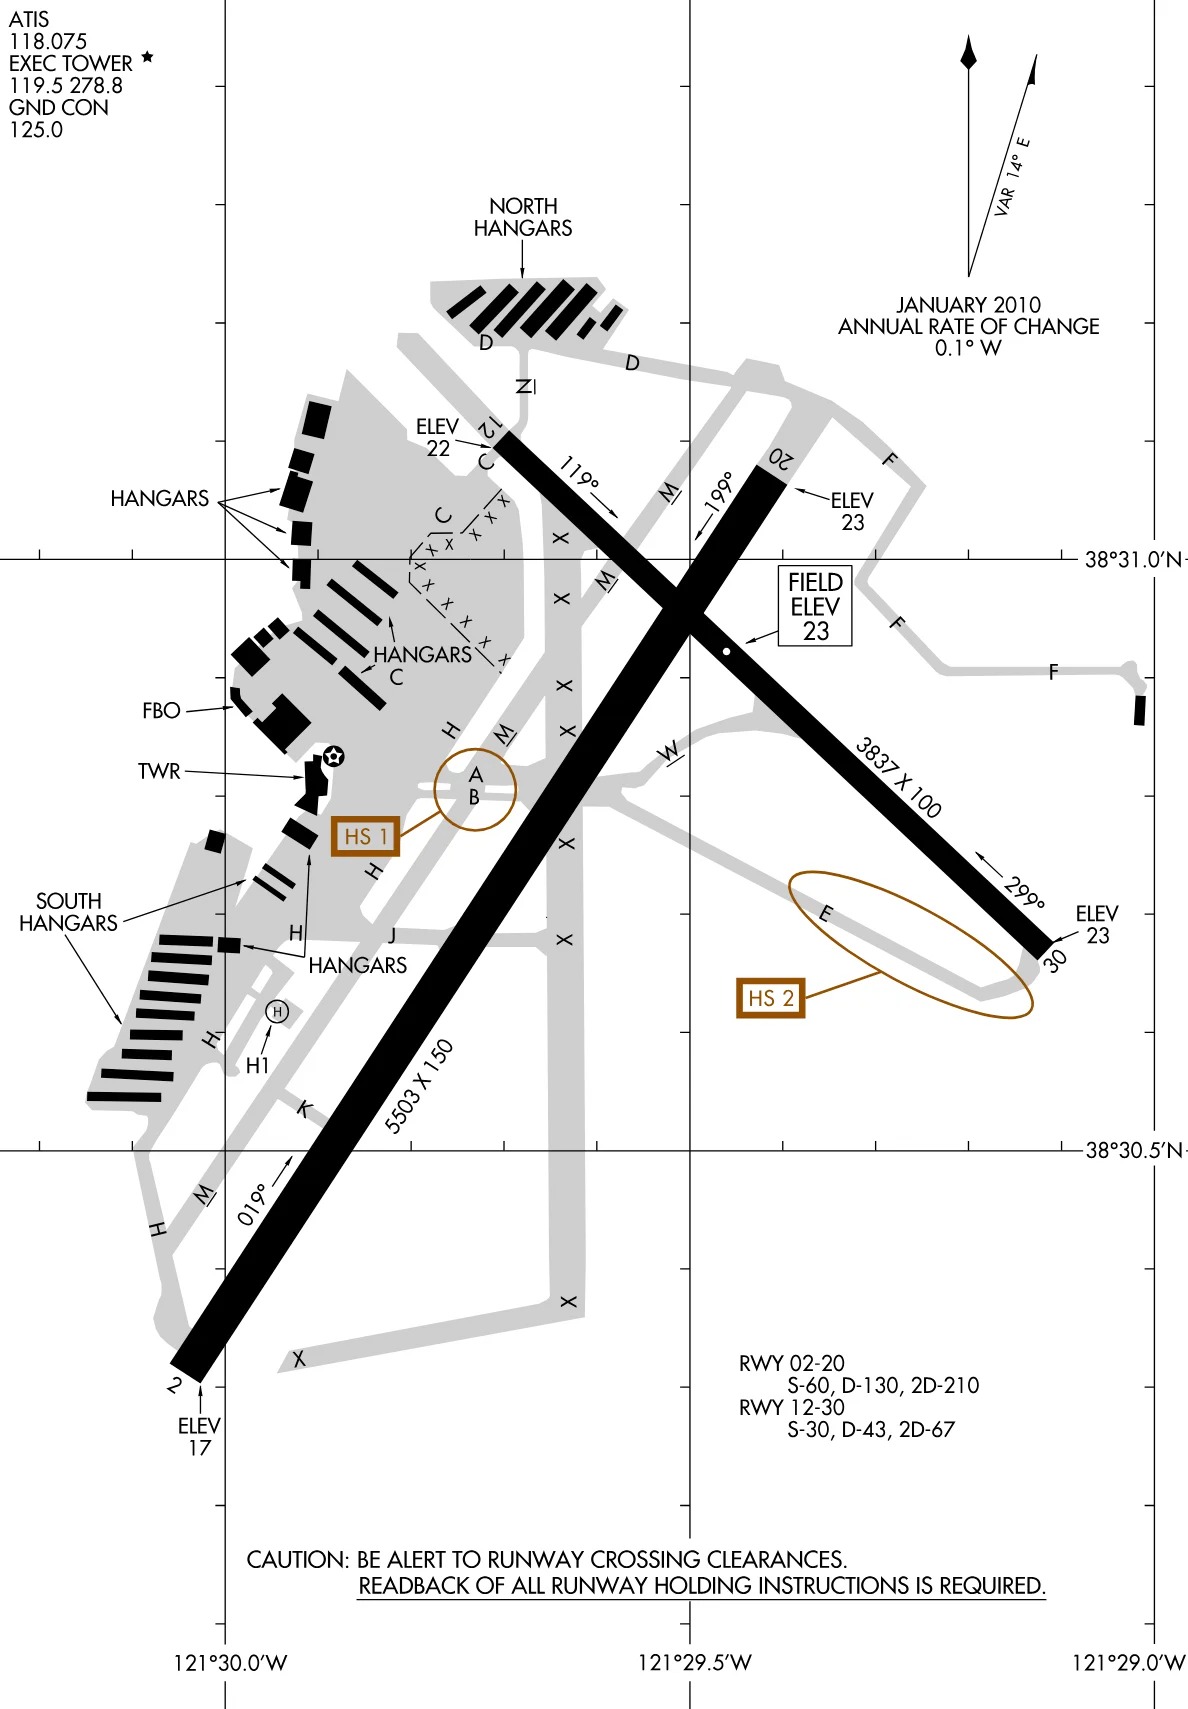 ATIS
118.075
EXEC TOWER ★
119.5 278.8
GND CON
125.0
VAR 14° E
JANUARY 2010
ANNUAL RATE OF CHANGE
0.1° W
NORTH
HANGARS
D
D
N
12
ELEV
22
C
119°
20
199°
M
F
ELEV
23
HANGARS
C
X
X
X
X
X
X
X
X
X
X
X
38°31.0'N
X
M
X
X
X
X
X
X
FIELD
ELEV
23
F
HANGARS
C
F
X
FBO
H
M
X
W
3837 X 100
TWR
A
B
HS 1
X
H
299°
SOUTH
HANGARS
E
ELEV
23
H
J
X
HANGARS
30
HS 2
H
H
H1
5503 X 150
K
38°30.5'N
M
019°
H
X
X
2
ELEV
17
RWY 02-20
S-60, D-130, 2D-210
RWY 12-30
S-30, D-43, 2D-67
CAUTION: BE ALERT TO RUNWAY CROSSING CLEARANCES.
READBACK OF ALL RUNWAY HOLDING INSTRUCTIONS IS REQUIRED.
121°30.0'W
121°29.5'W
121°29.0'W